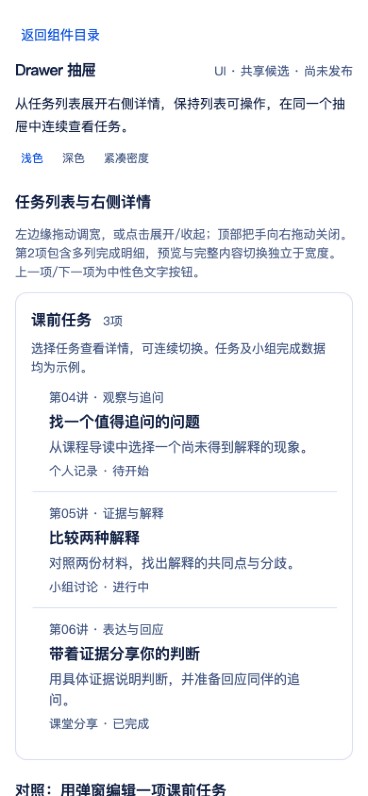 返回组件目录
Drawer 抽屉
UI · 共享候选 · 尚未发布
从任务列表展开右侧详情，保持列表可操作，在同一个抽
屉中连续查看任务。
浅色 深色 紧凑密度
任务列表与右侧详情
左边缘拖动调宽，或点击展开/收起；顶部把手向右拖动关闭。
第2项包含多列完成明细，预览与完整内容切换独立于宽度。
上一项/下一项为中性色文字按钮。
课前任务 3项
选择任务查看详情，可连续切换。任务及小组完成数据
均为示例。
第04讲 · 观察与追问
找一个值得追问的问题
从课程导读中选择一个尚未得到解释的现象。
个人记录 · 待开始
第05讲 · 证据与解释
比较两种解释
对照两份材料，找出解释的共同点与分歧。
小组讨论 · 进行中
第06讲 · 表达与回应
带着证据分享你的判断
用具体证据说明判断，并准备回应同伴的追
问。
课堂分享 · 已完成
对照：用弹窗编辑一项课前任务